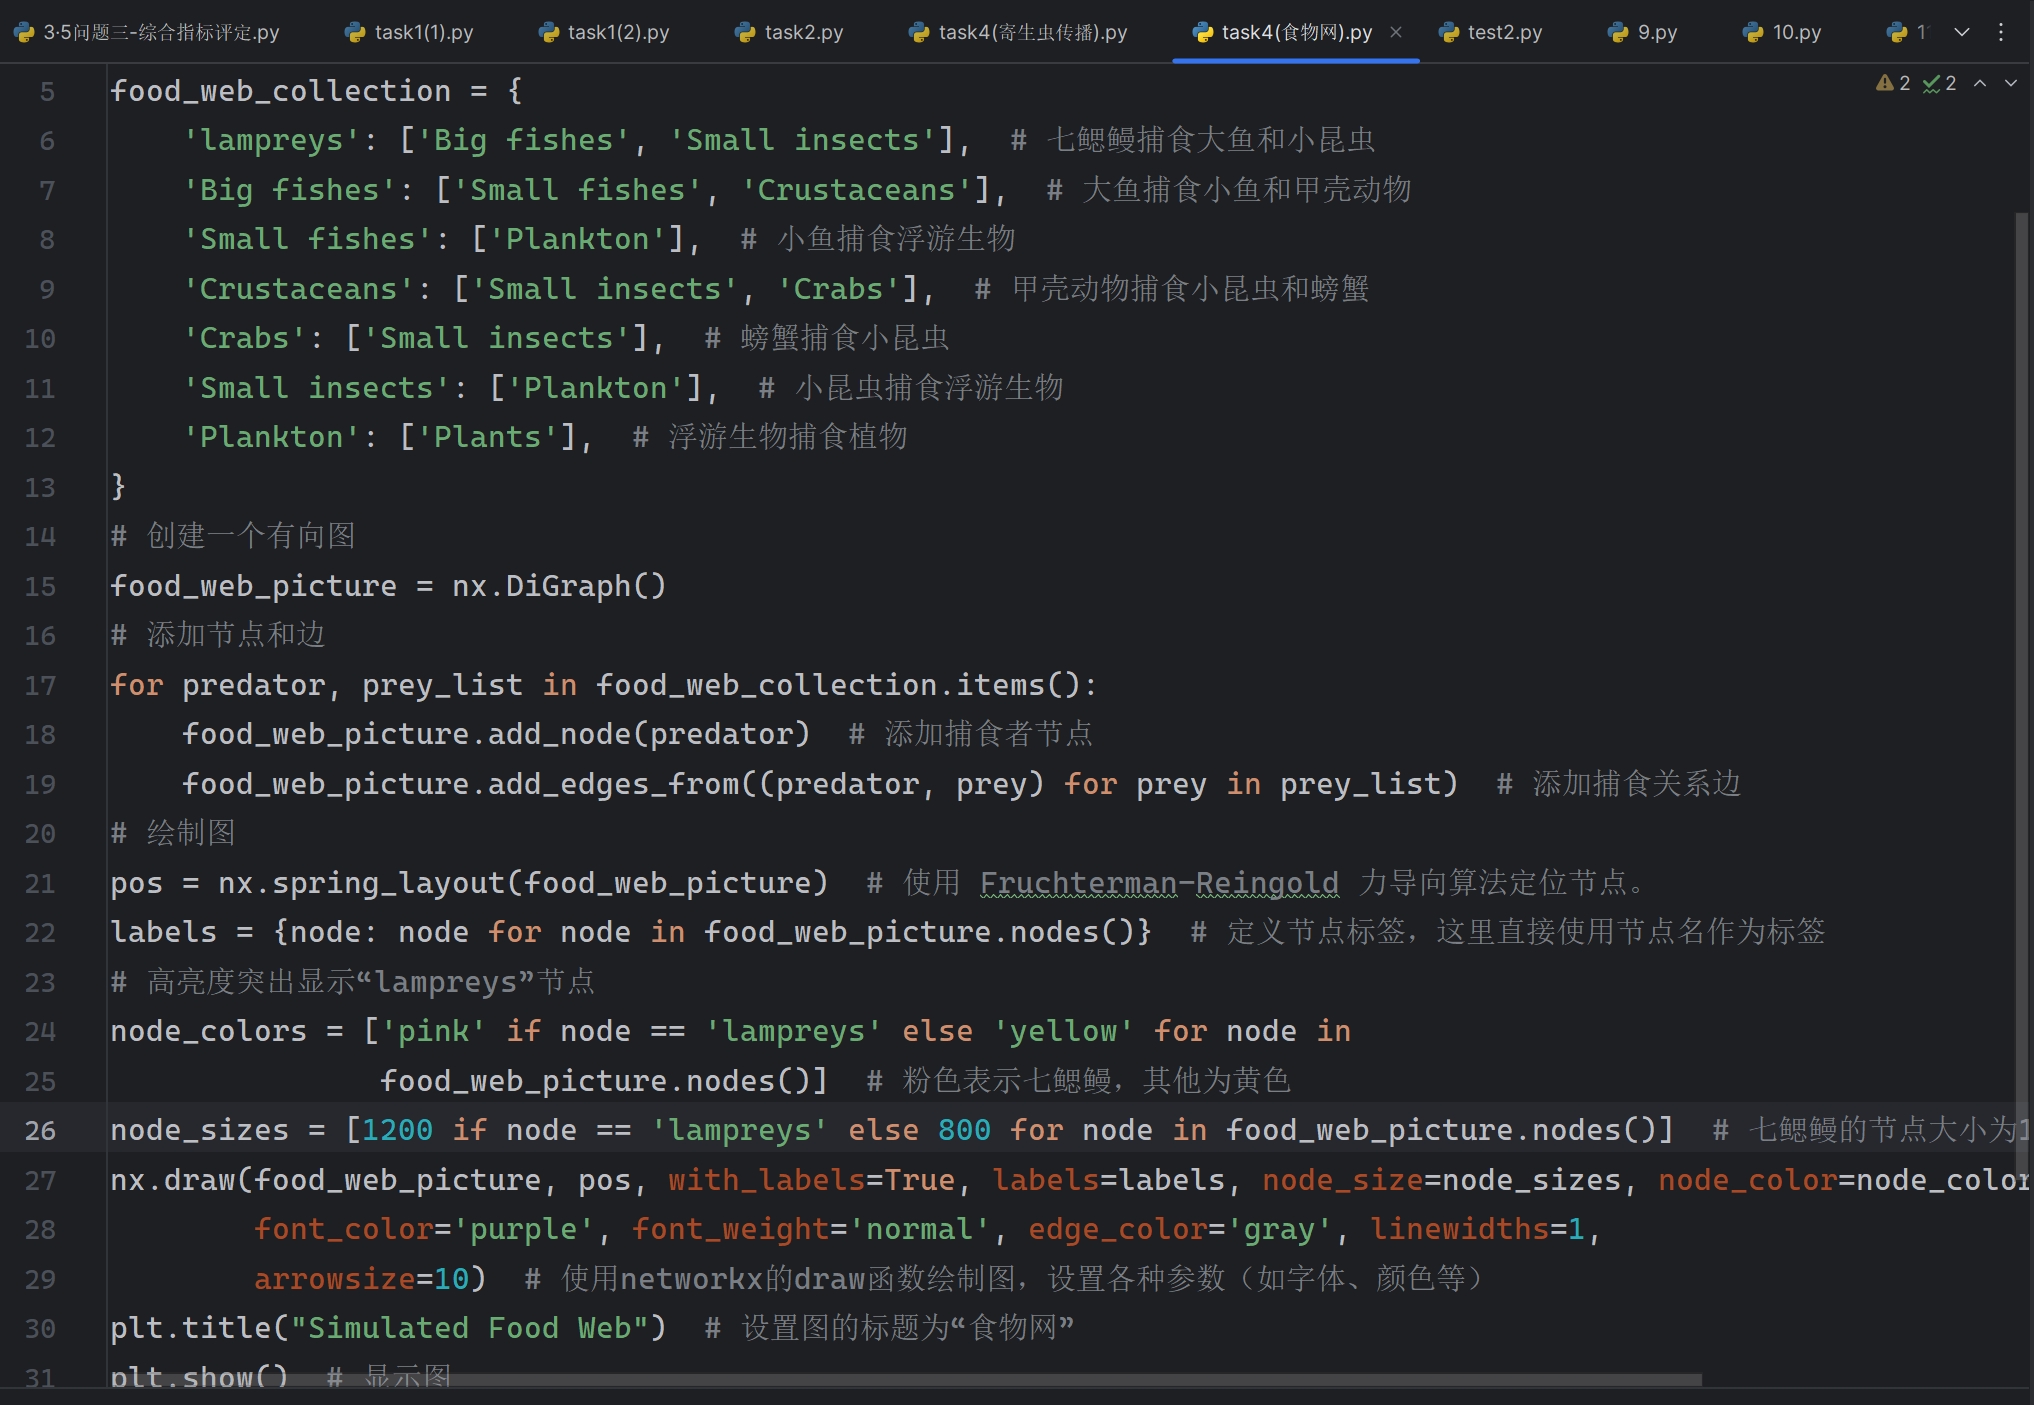 3·5问题三-综合指标评定.py task1(1).py task1(2).py task2.py task4(寄生虫传播).py task4(食物网).py × test2.py 9.py 10.py
2 2
5 food_web_collection = {
6 'lampreys': ['Big fishes', 'Small insects'],  # 七鳃鳗捕食大鱼和小昆虫
7 'Big fishes': ['Small fishes', 'Crustaceans'],  # 大鱼捕食小鱼和甲壳动物
8 'Small fishes': ['Plankton'],  # 小鱼捕食浮游生物
9 'Crustaceans': ['Small insects', 'Crabs'],  # 甲壳动物捕食小昆虫和螃蟹
10 'Crabs': ['Small insects'],  # 螃蟹捕食小昆虫
11 'Small insects': ['Plankton'],  # 小昆虫捕食浮游生物
12 'Plankton': ['Plants'],  # 浮游生物捕食植物
13 }
14 # 创建一个有向图
15 food_web_picture = nx.DiGraph()
16 # 添加节点和边
17 for predator, prey_list in food_web_collection.items():
18 food_web_picture.add_node(predator)  # 添加捕食者节点
19 food_web_picture.add_edges_from((predator, prey) for prey in prey_list)  # 添加捕食关系边
20 # 绘制图
21 pos = nx.spring_layout(food_web_picture)  # 使用 Fruchterman-Reingold 力导向算法定位节点。
22 labels = {node: node for node in food_web_picture.nodes()}  # 定义节点标签，这里直接使用节点名作为标签
23 # 高亮度突出显示“lampreys”节点
24 node_colors = ['pink' if node == 'lampreys' else 'yellow' for node in
25 food_web_picture.nodes()]  # 粉色表示七鳃鳗，其他为黄色
26 node_sizes = [1200 if node == 'lampreys' else 800 for node in food_web_picture.nodes()]  # 七鳃鳗的节点大小为1
27 nx.draw(food_web_picture, pos, with_labels=True, labels=labels, node_size=node_sizes, node_color=node_color
28 font_color='purple', font_weight='normal', edge_color='gray', linewidths=1,
29 arrowsize=10)  # 使用networkx的draw函数绘制图，设置各种参数（如字体、颜色等）
30 plt.title("Simulated Food Web")  # 设置图的标题为“食物网”
31 plt.show()  # 显示图